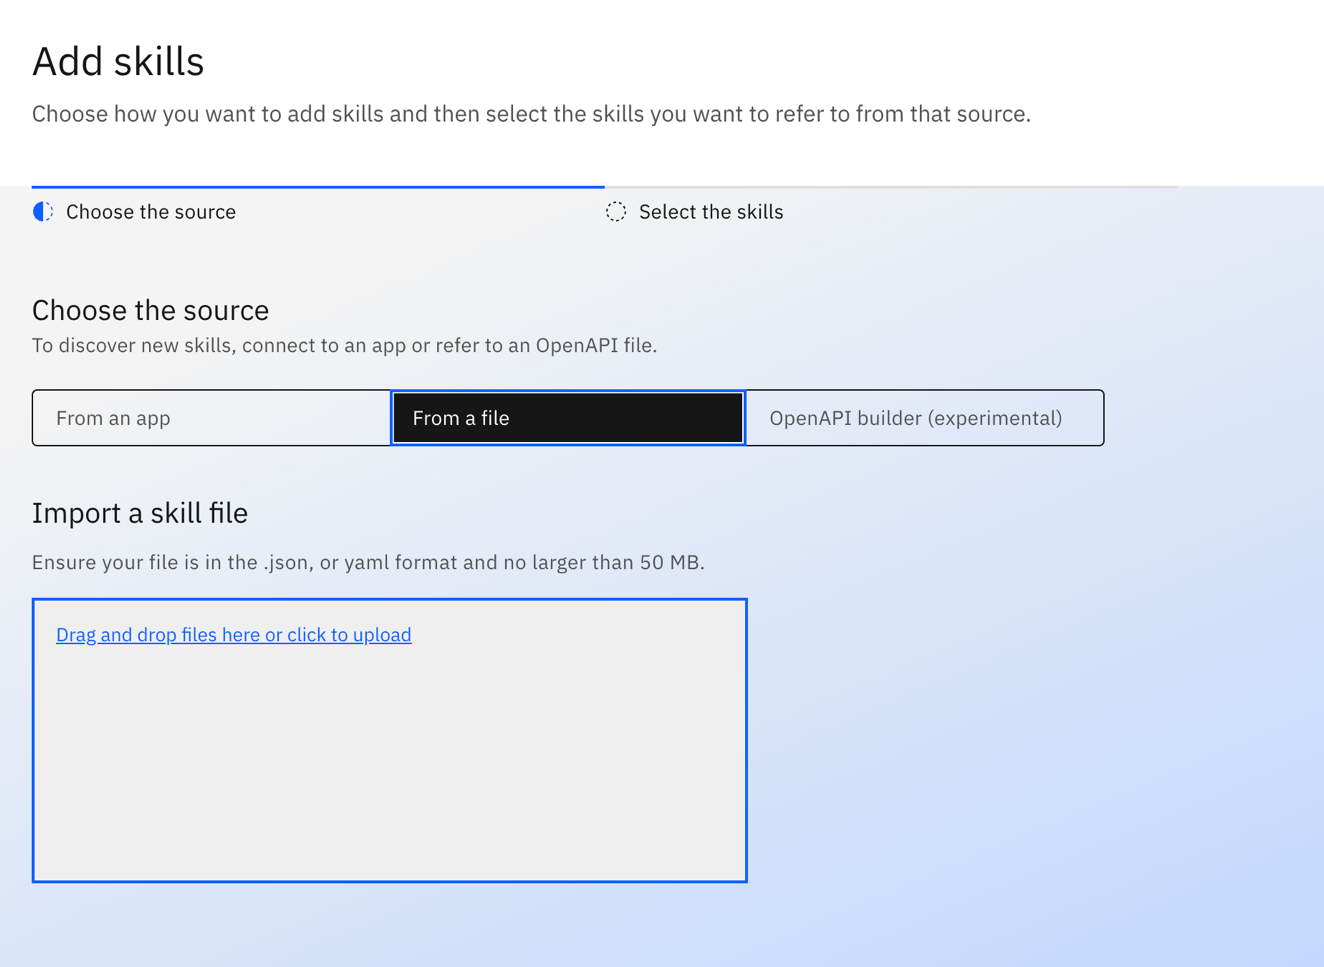 Add skills
Choose how you want to add skills and then select the skills you want to refer to from that source.
Choose the source
Select the skills
Choose the source
To discover new skills, connect to an app or refer to an OpenAPI file.
From an app
From a file
OpenAPI builder (experimental)
Import a skill file
Ensure your file is in the .json, or yaml format and no larger than 50 MB.
Drag and drop files here or click to upload